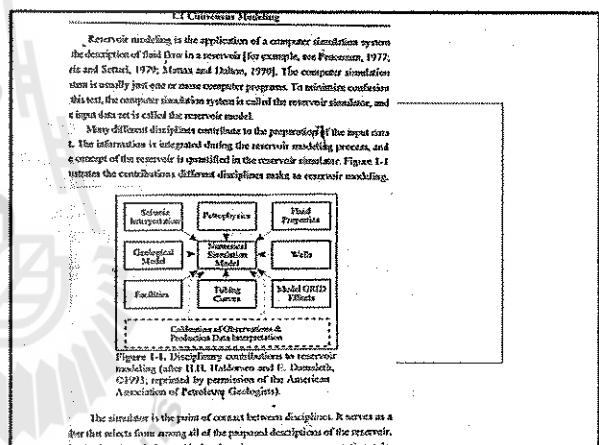 1.1 Consensus Modeling
Reservoir modeling is the application of a computer simulation system
the description of fluid flow in a reservoir [for example, see Peaceman, 1977;
and Settari, 1979; Mattax and Dalton, 1990]. The computer simulation
is usually just one or more computer programs. To minimize confusion
this text, the computer simulation system is called the reservoir simulator, and
input data set is called the reservoir model.
Many different disciplines contribute to the preparation of the input data
t. The information is integrated during the reservoir modeling process, and
e concept of the reservoir is quantified in the reservoir simulator. Figure 1-1
ustrates the contributions different disciplines make to reservoir modeling.
Seismic Interpretation
Petrophysics
Fluid Properties
Geological Model
Numerical Simulation Model
Wells
Facilities
Tubing Curves
Model GRID Effects
Calibration of Observations &
Production Data Interpretation
Figure 1-1. Disciplinary contributions to reservoir
modeling (after H.H. Haldorsen and E. Damsleth,
©1993; reprinted by permission of the American
Association of Petroleum Geologists).
The simulator is the point of contact between disciplines. It serves as a
lter that selects from among all of the proposed descriptions of the reservoir.